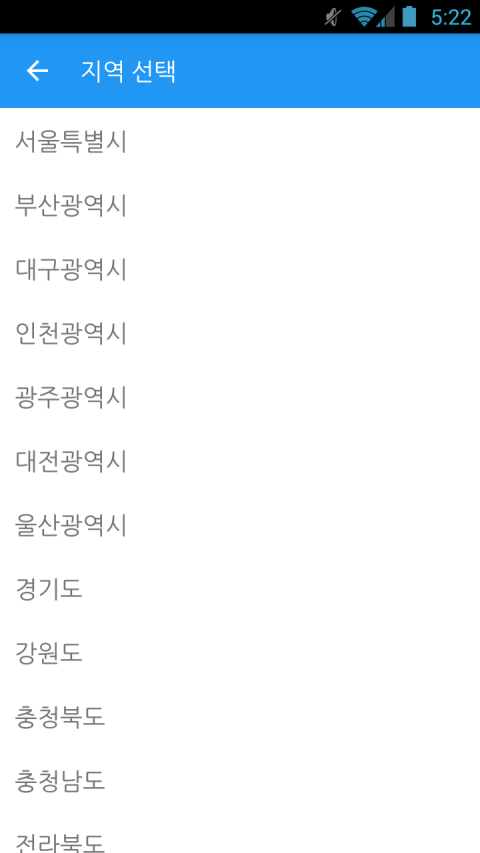 5:22
지역 선택
서울특별시
부산광역시
대구광역시
인천광역시
광주광역시
대전광역시
울산광역시
경기도
강원도
충청북도
충청남도
전라북도